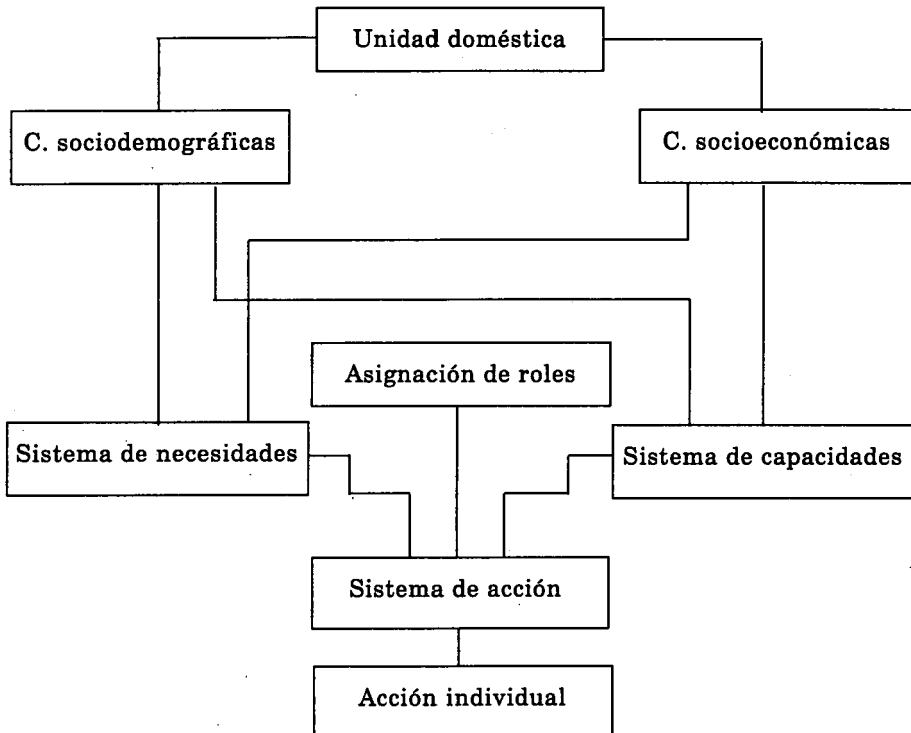 Unidad doméstica
C. sociodemográficas
C. socioeconómicas
Asignación de roles
Sistema de necesidades
Sistema de capacidades
Sistema de acción
Acción individual